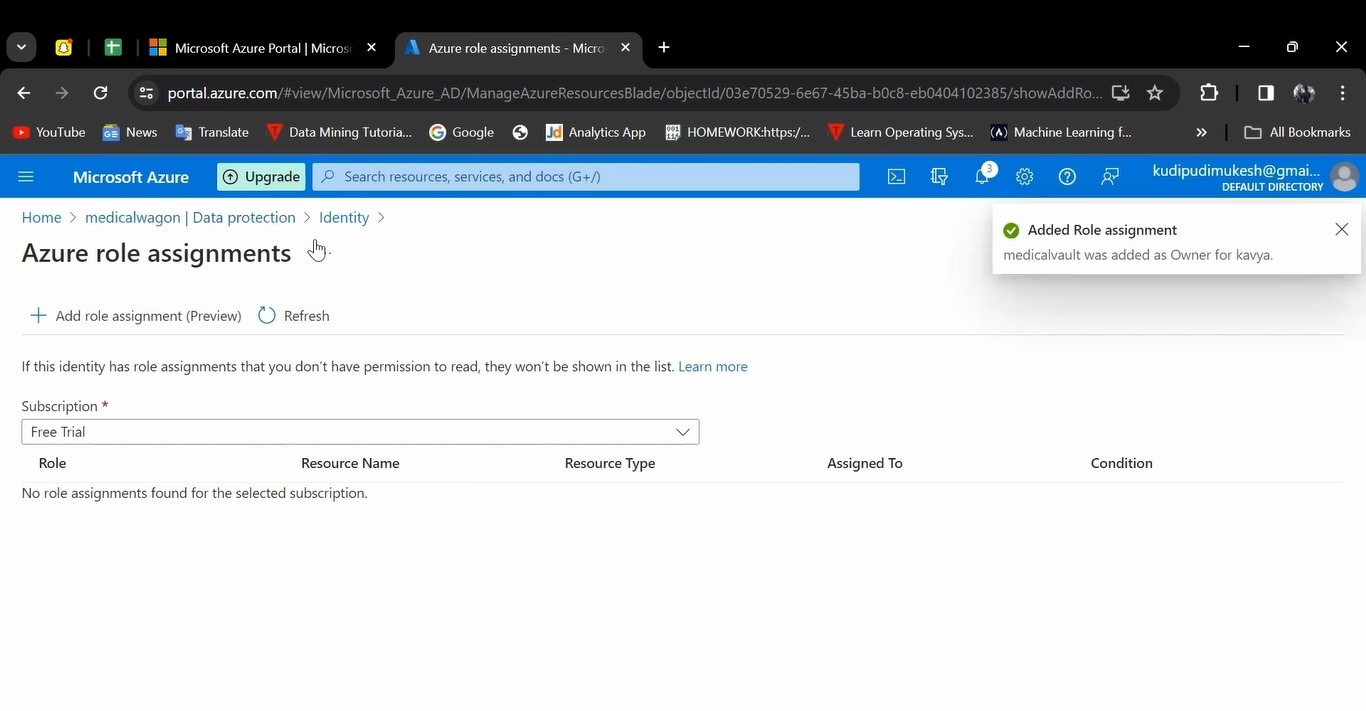 Microsoft Azure Portal | Micros
Azure role assignments - Micro
portal.azure.com/#view/Microsoft_Azure_AD/ManageAzureResourcesBlade/objectId/03e70529-6e67-45ba-b0c8-eb0404102385/showAddRo...
YouTube
News
Translate
Data Mining Tutoria...
Google
Analytics App
HOMEWORK:https:/...
Learn Operating Sys...
Machine Learning f...
All Bookmarks
Microsoft Azure
Upgrade
Search resources, services, and docs (G+/)
3
kudipudimukesh@gmai...
DEFAULT DIRECTORY
Home > medicalwagon | Data protection > Identity >
Azure role assignments
Added Role assignment
medicalvault was added as Owner for kavya.
Add role assignment (Preview)
Refresh
If this identity has role assignments that you don't have permission to read, they won't be shown in the list. Learn more
Subscription *
Free Trial
Role Resource Name Resource Type Assigned To Condition
No role assignments found for the selected subscription.